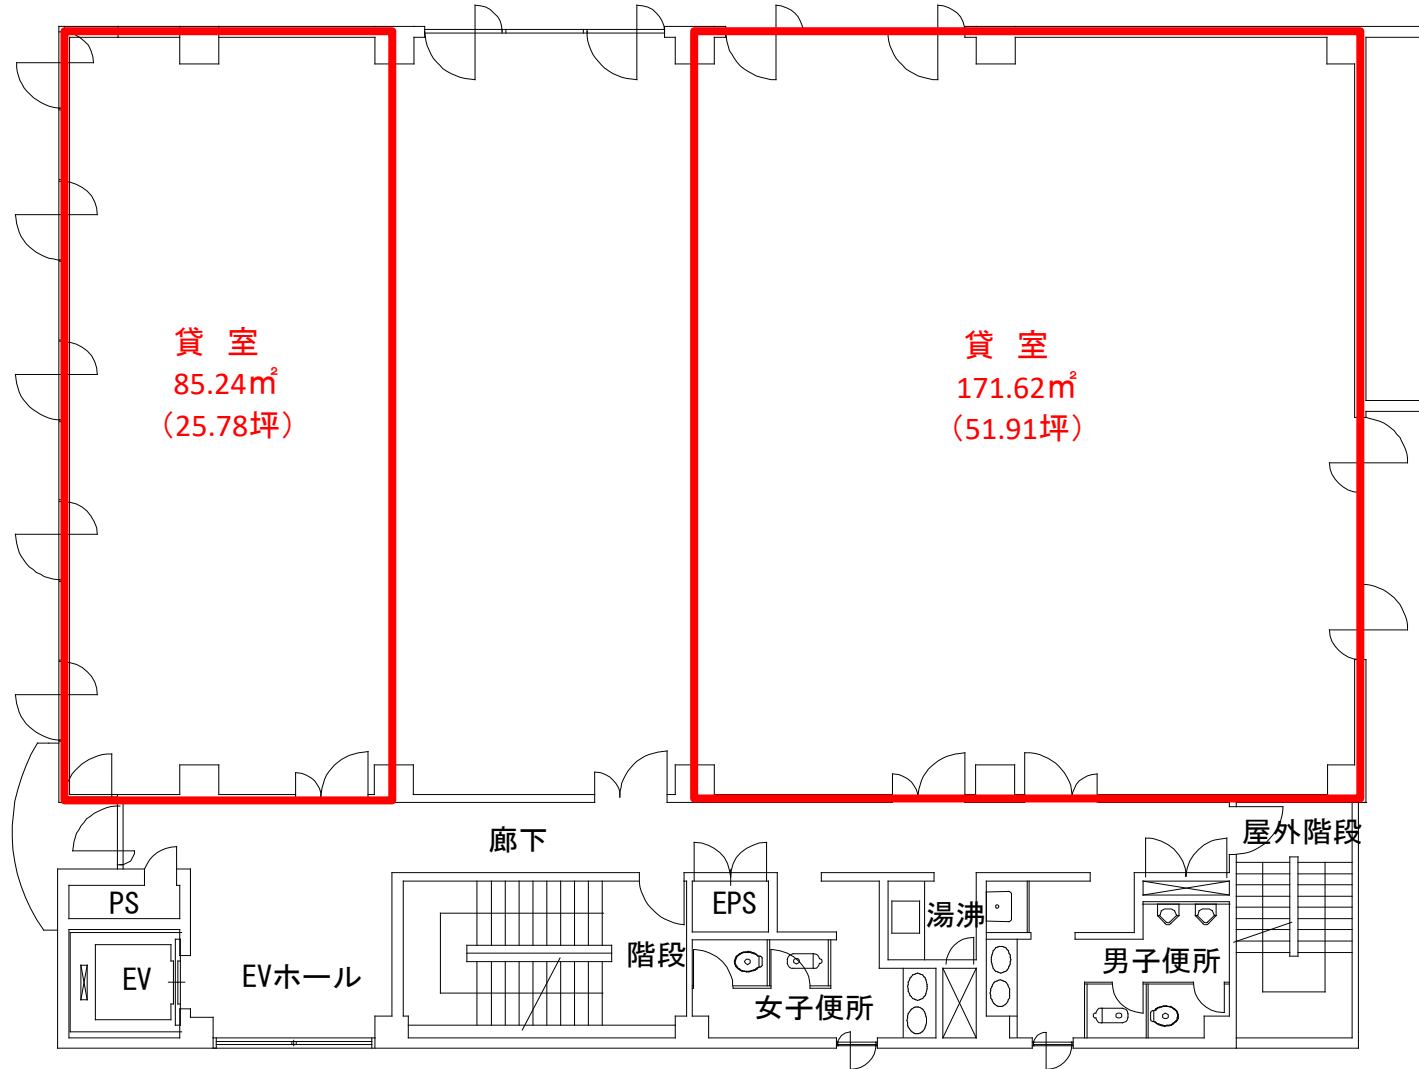 貸 室
85.24㎡
（25.78坪）
貸 室
171.62㎡
（51.91坪）
廊下
屋外階段
PS
EPS
湯沸
階段
EV
EVホール
男子便所
女子便所